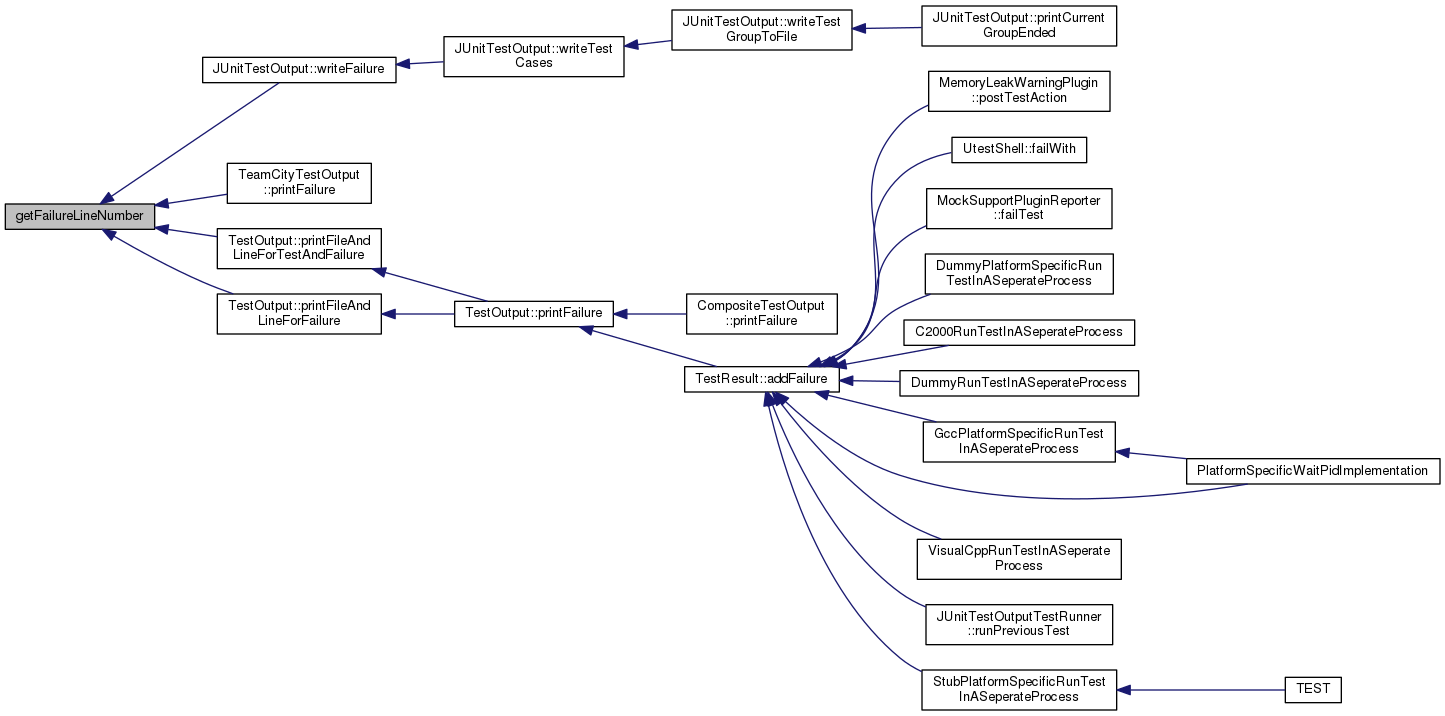 getFailureLineNumber
JUnitTestOutput::writeFailure
JUnitTestOutput::writeTest
Cases
JUnitTestOutput::writeTest
GroupToFile
JUnitTestOutput::printCurrent
GroupEnded
TeamCityTestOutput
::printFailure
TestOutput::printFileAnd
LineForTestAndFailure
TestOutput::printFileAnd
LineForFailure
TestOutput::printFailure
CompositeTestOutput
::printFailure
TestResult::addFailure
MemoryLeakWarningPlugin
::postTestAction
UtestShell::failWith
MockSupportPluginReporter
::failTest
DummyPlatformSpecificRun
TestInASeperateProcess
C2000RunTestInASeperateProcess
DummyRunTestInASeperateProcess
GccPlatformSpecificRunTest
InASeperateProcess
PlatformSpecificWaitPidImplementation
VisualCppRunTestInASeperate
Process
JUnitTestOutputTestRunner
::runPreviousTest
StubPlatformSpecificRunTest
InASeperateProcess
TEST